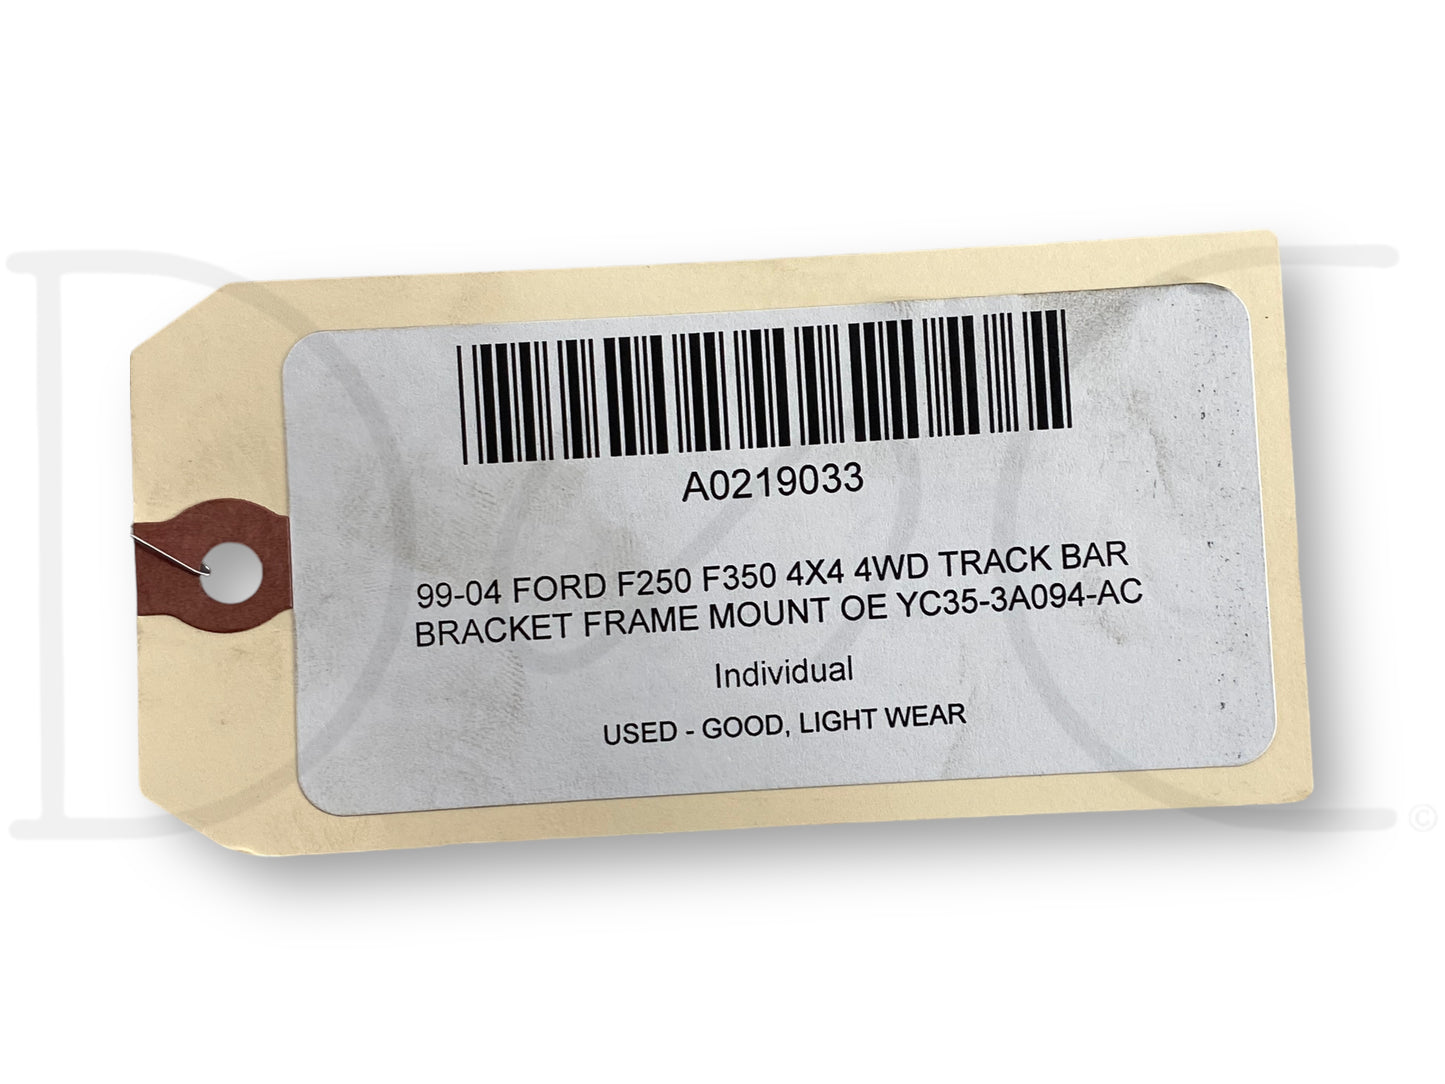 A0219033
99-04 FORD F250 F350 4X4 4WD TRACK BAR
BRACKET FRAME MOUNT OE YC35-3A094-AC
Individual
USED - GOOD, LIGHT WEAR
©